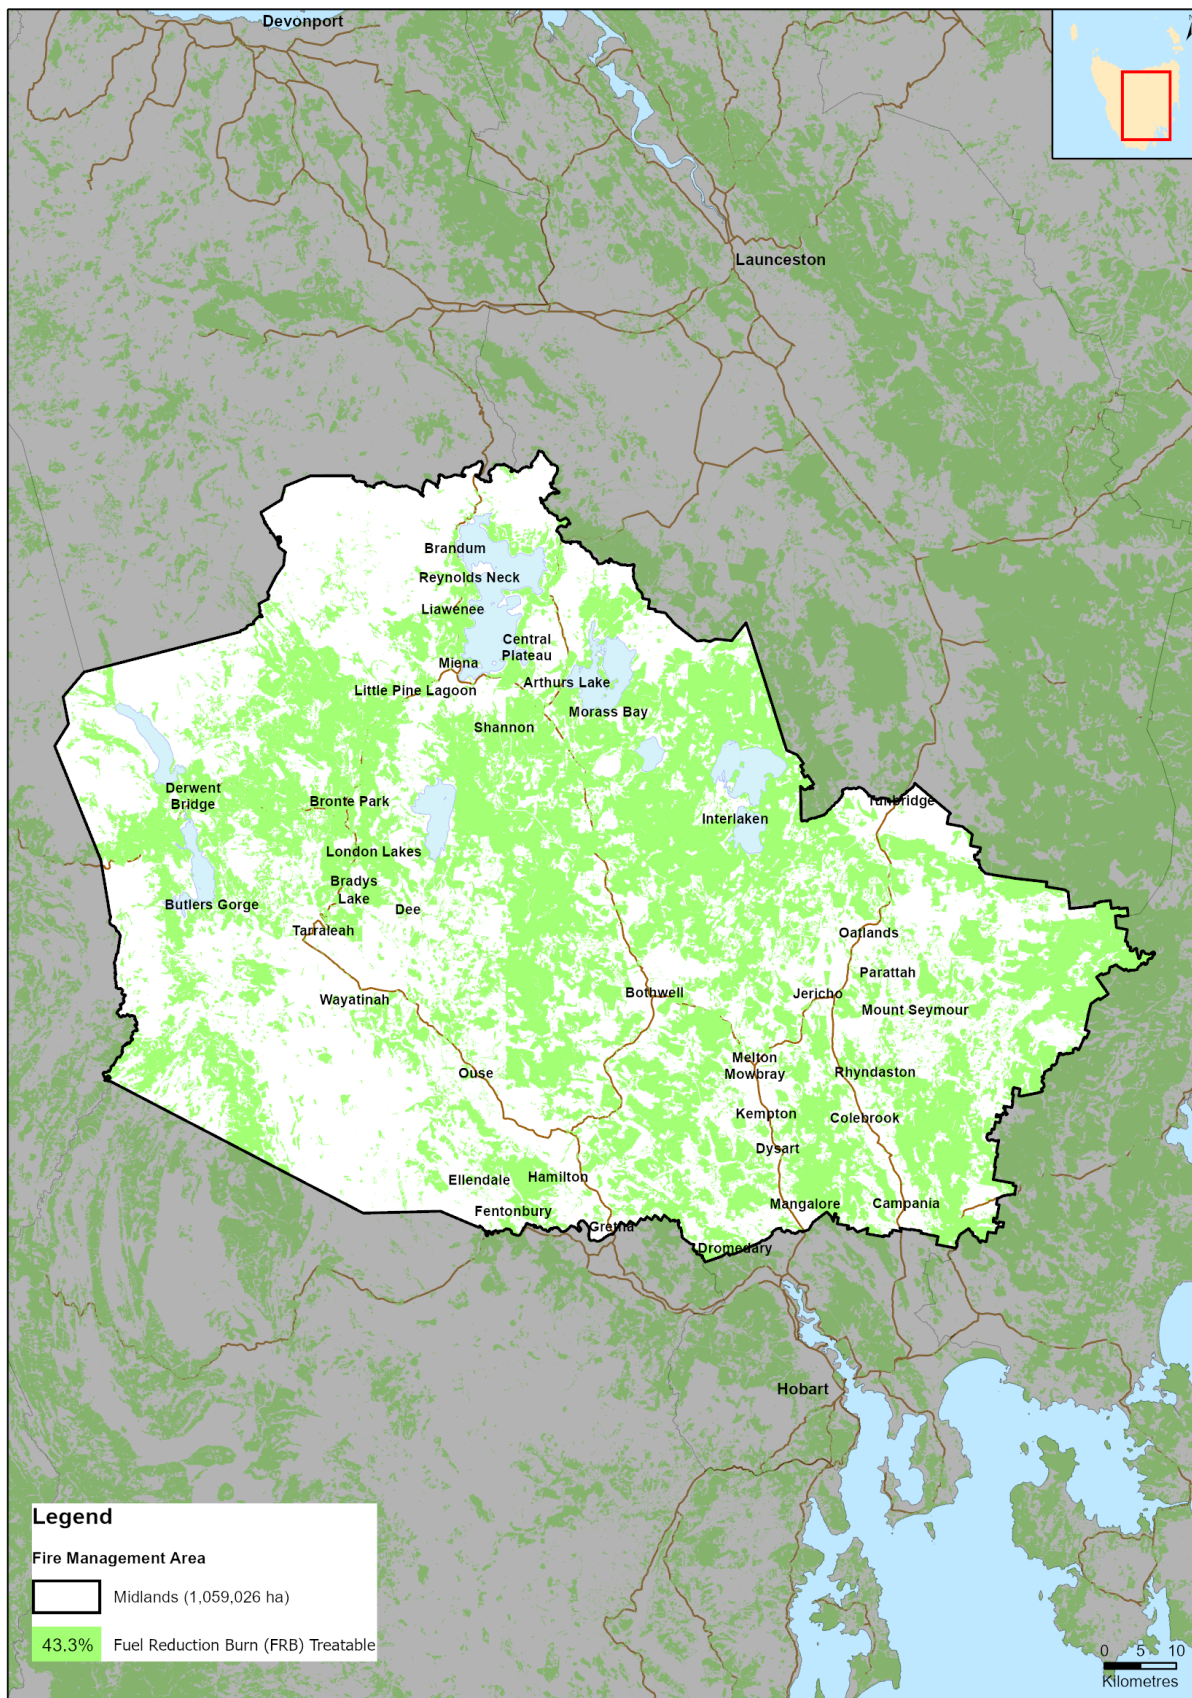 Devonport
N
Launceston
Brandum
Reynolds Neck
Liawenee
Central
Plateau
Miena
Arthurs Lake
Little Pine Lagoon
Morass Bay
Shannon
Derwent
Bridge
Bronte Park
Tunbridge
Interlaken
London Lakes
Bradys
Lake
Butlers Gorge
Dee
Tarraleah
Oatlands
Parattah
Bothwell
Jericho
Wayatinah
Mount Seymour
Melton
Mowbray
Ouse
Rhyndaston
Kempton
Colebrook
Dysart
Ellendale
Hamilton
Mangalore
Campania
Fentonbury
Gretna
Dromedary
Hobart
Legend
Fire Management Area
Midlands (1,059,026 ha)
43.3% Fuel Reduction Burn (FRB) Treatable
0 5 10
Kilometres